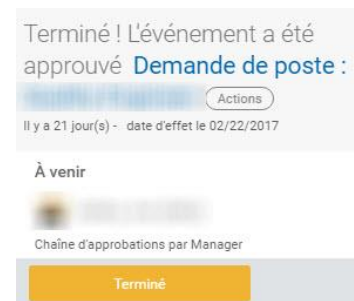 Terminé ! L'événement a été
approuvé Demande de poste :
Actions
Il y a 21 jour(s) - date d'effet le 02/22/2017
À venir
Chaîne d'approbations par Manager
Terminé